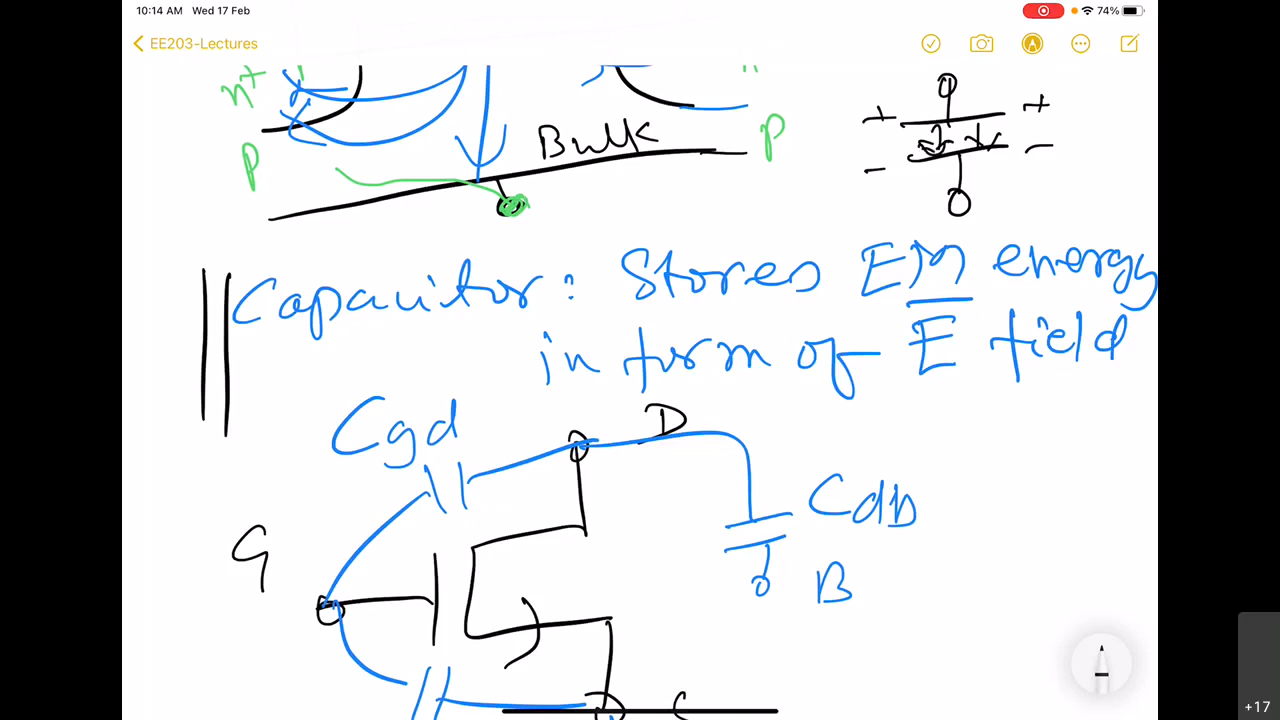 10:14 AM Wed 17 Feb
74%
EE203-Lectures
n+
Bulk
p
p
+
+
-
-
Capacitor: Stores EM energy
in form of E field
Cgd
D
CdB
G
B
+17